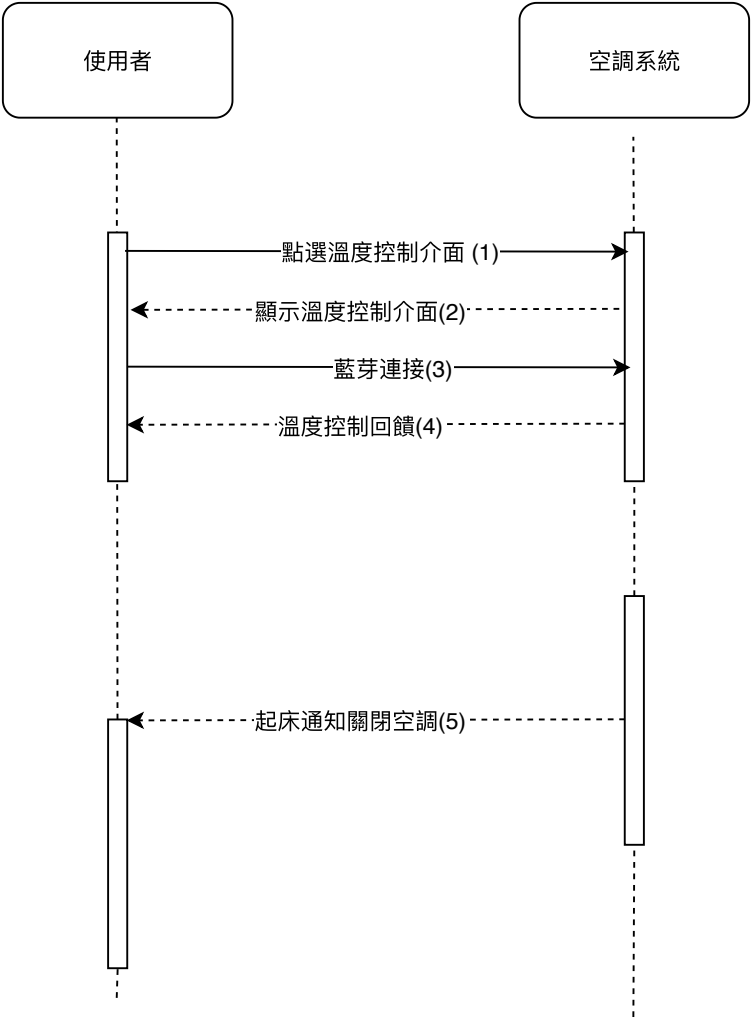 使用者
空調系統
點選溫度控制介面 (1)
顯示溫度控制介面(2)
藍芽連接(3)
溫度控制回饋(4)
起床通知關閉空調(5)